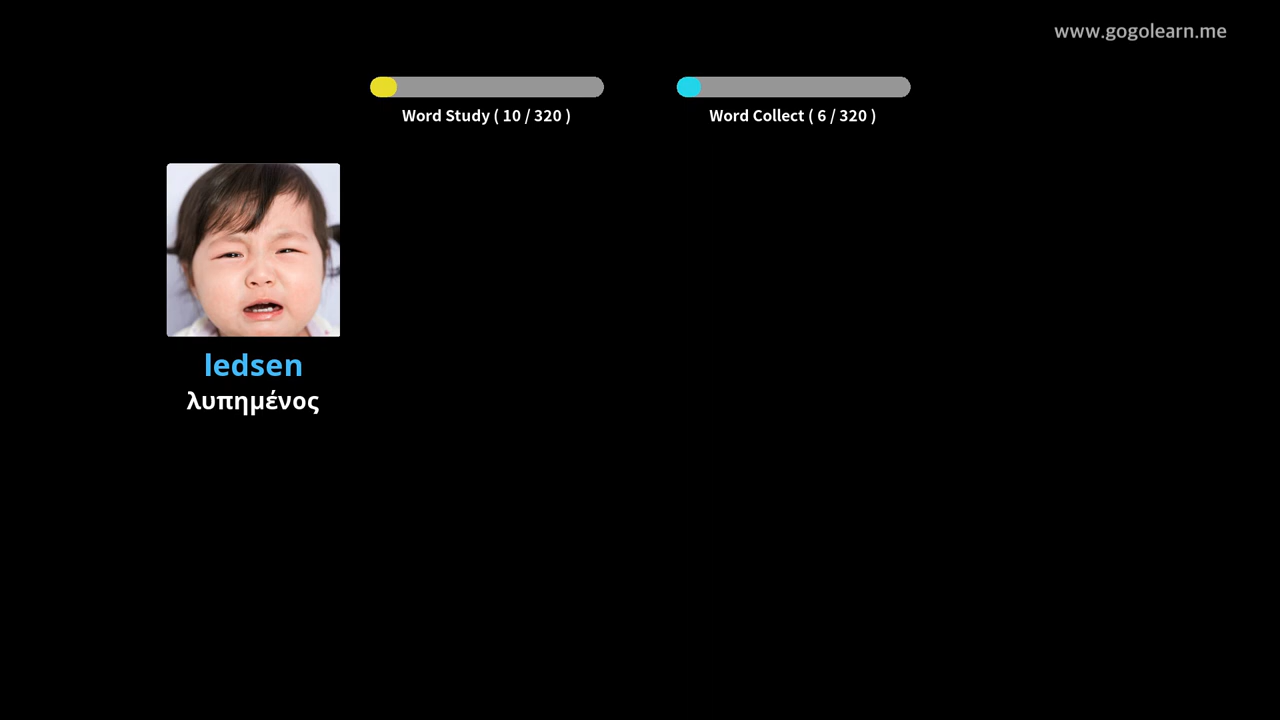 www.gogolearn.me
Word Study ( 10 / 320 )
Word Collect ( 6 / 320 )
ledsen
λυπημένος